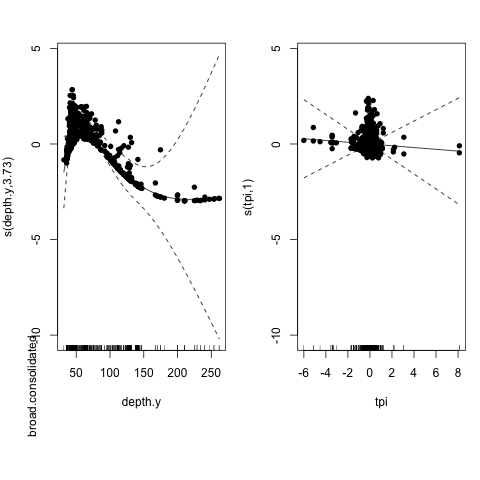 s(depth.y,3.73)
5
0
-5
-10
50 100 150 200 250
depth.y
s(tpi,1)
5
0
-5
-10
-6 -4 -2 0 2 4 6 8
tpi
broad.consolidated